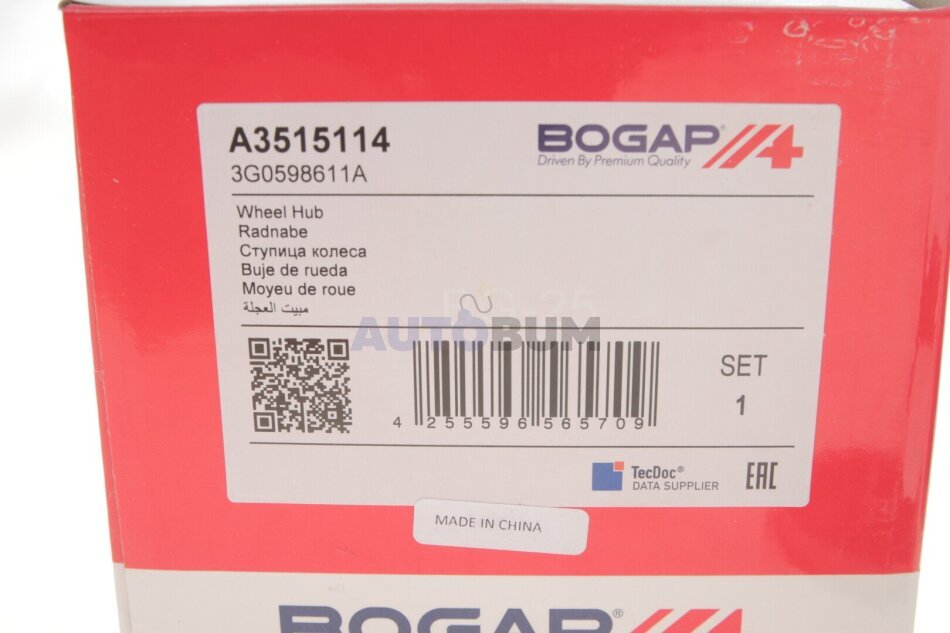 A3515114
3G0598611A
BOGAP®
Driven By Premium Quality
Wheel Hub
Radnabe
Ступица колеса
Buje de rueda
Moyeu de roue
مبيت العجلة
AUTOBUM
SET
1
4 255596 565709
TecDoc®
DATA SUPPLIER
EAC
MADE IN CHINA
BOGAP®